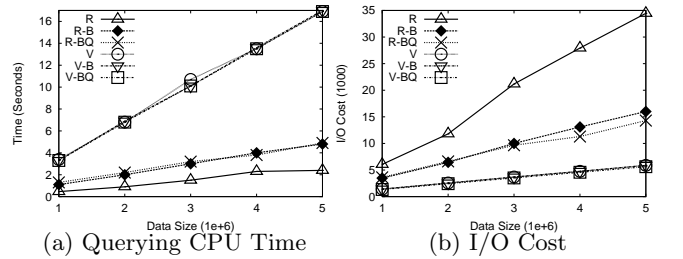 R
R-B
R-BQ
V
V-B
V-BQ
16
14
12
10
8
6
4
2
0
Time (Seconds)
1 2 3 4 5
Data Size (1e+6)
(a) Querying CPU Time
R
R-B
R-BQ
V
V-B
V-BQ
35
30
25
20
15
10
5
0
I/O Cost (1000)
1 2 3 4 5
Data Size (1e+6)
(b) I/O Cost